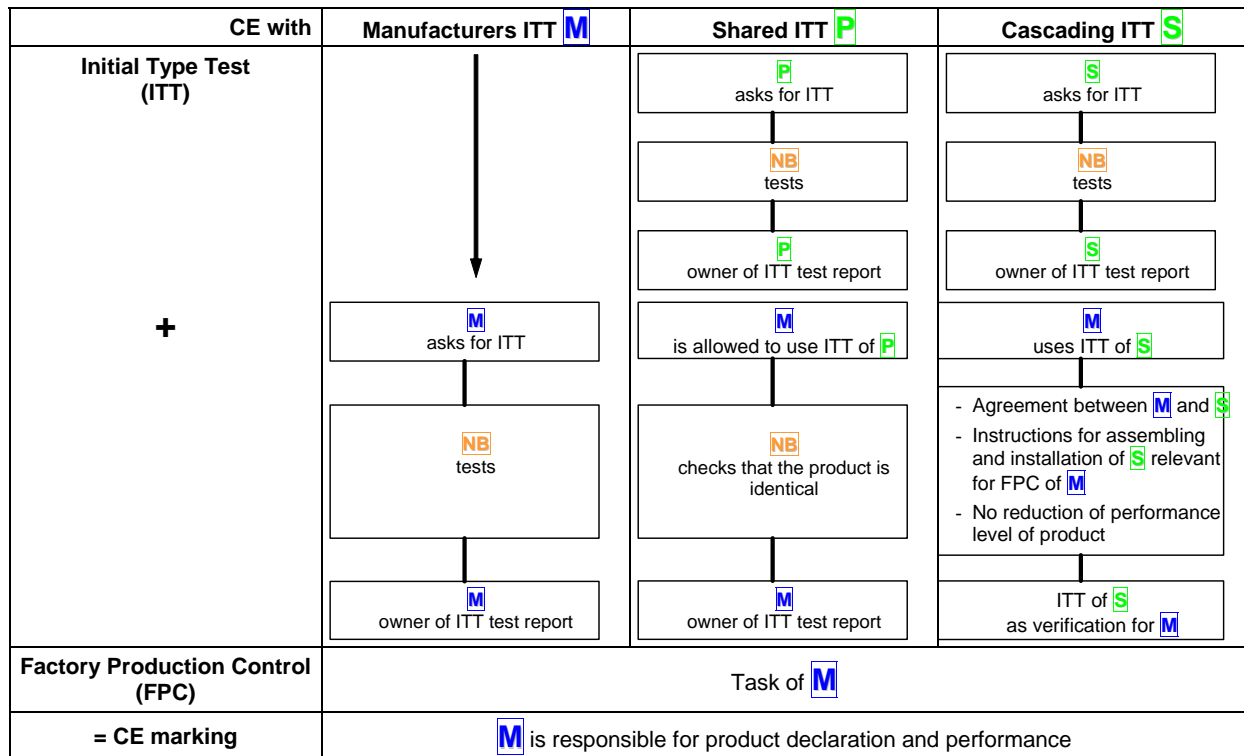 CE with
Manufacturers ITT M
Shared ITT P
Cascading ITT S
Initial Type Test
(ITT)
+
M
asks for ITT
NB
tests
M
owner of ITT test report
P
asks for ITT
NB
tests
P
owner of ITT test report
M
is allowed to use ITT of P
NB
checks that the product is
identical
M
owner of ITT test report
S
asks for ITT
NB
tests
S
owner of ITT test report
M
uses ITT of S
- Agreement between M and S
- Instructions for assembling
and installation of S relevant
for FPC of M
- No reduction of performance
level of product
ITT of S
as verification for M
Factory Production Control
(FPC)
Task of M
= CE marking
M is responsible for product declaration and performance